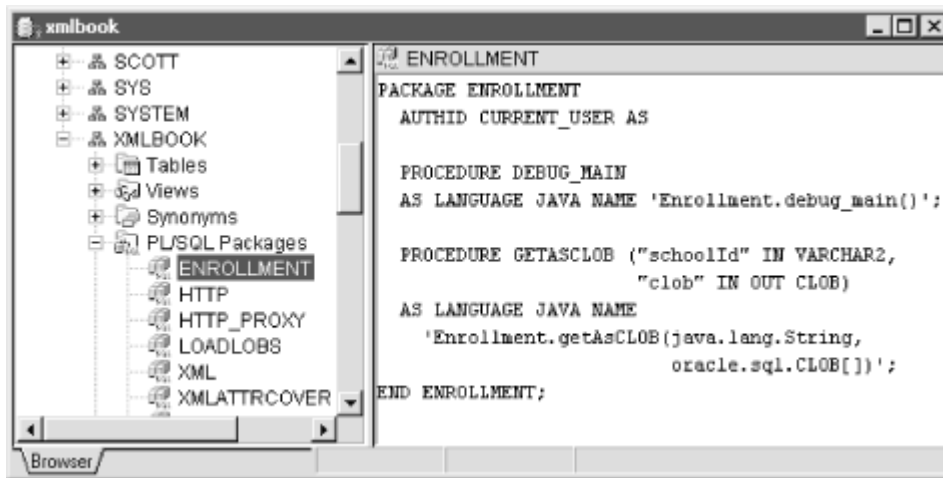 xmlbook
SCOTT
SYS
SYSTEM
XMLBOOK
Tables
Views
Synonyms
PL/SQL Packages
ENROLLMENT
HTTP
HTTP_PROXY
LOADLOBS
XML
XMLATTRCOVER
Browser
ENROLLMENT
PACKAGE ENROLLMENT
AUTHID CURRENT_USER AS
PROCEDURE DEBUG_MAIN
AS LANGUAGE JAVA NAME 'Enrollment.debug_main()';
PROCEDURE GETASCLOB ("schoolId" IN VARCHAR2,
"clob" IN OUT CLOB)
AS LANGUAGE JAVA NAME
'Enrollment.getAsCLOB(java.lang.String,
oracle.sql.CLOB[])';
END ENROLLMENT;